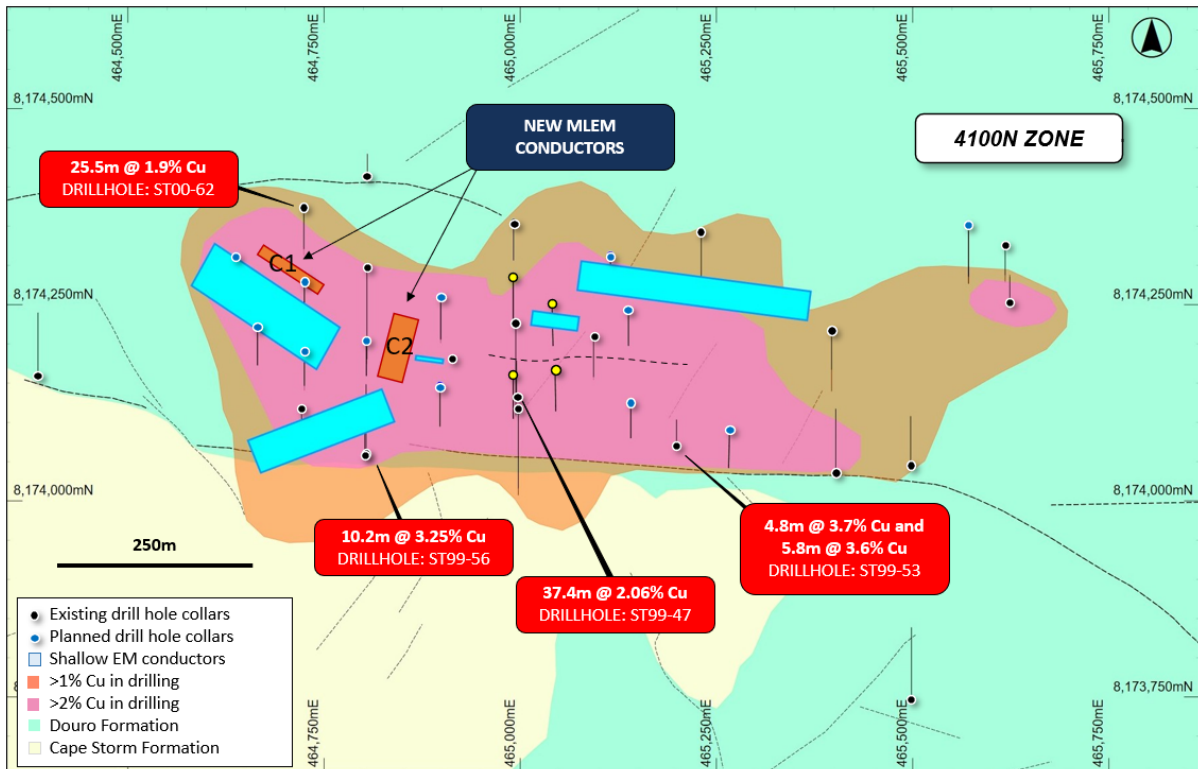 464,500mE
464,750mE
465,000mE
465,250mE
465,500mE
465,750mE
8,174,500mN
8,174,500mN
NEW MLEM
CONDUCTORS
4100N ZONE
25.5m @ 1.9% Cu
DRILLHOLE: ST00-62
C1
8,174,250mN
8,174,250mN
C2
8,174,000mN
8,174,000mN
250m
10.2m @ 3.25% Cu
DRILLHOLE: ST99-56
4.8m @ 3.7% Cu and
5.8m @ 3.6% Cu
DRILLHOLE: ST99-53
37.4m @ 2.06% Cu
DRILLHOLE: ST99-47
Existing drill hole collars
Planned drill hole collars
Shallow EM conductors
>1% Cu in drilling
>2% Cu in drilling
Douro Formation
Cape Storm Formation
8,173,750mN
464,750mE
465,000mE
465,250mE
465,500mE
465,750mE